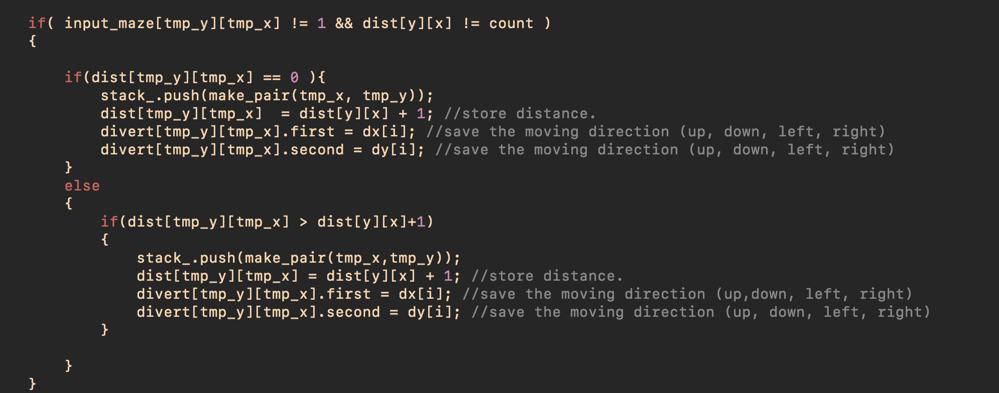 if( input_maze[tmp_y][tmp_x] != 1 && dist[y][x] != count )
{
if(dist[tmp_y][tmp_x] == 0 ){
stack_.push(make_pair(tmp_x, tmp_y));
dist[tmp_y][tmp_x]  = dist[y][x] + 1; //store distance.
divert[tmp_y][tmp_x].first = dx[i]; //save the moving direction (up, down, left, right)
divert[tmp_y][tmp_x].second = dy[i]; //save the moving direction (up, down, left, right)
}
else
{
if(dist[tmp_y][tmp_x] > dist[y][x]+1)
{
stack_.push(make_pair(tmp_x,tmp_y));
dist[tmp_y][tmp_x] = dist[y][x] + 1; //store distance.
divert[tmp_y][tmp_x].first = dx[i]; //save the moving direction (up,down, left, right)
divert[tmp_y][tmp_x].second = dy[i]; //save the moving direction (up, down, left, right)
}
}
}